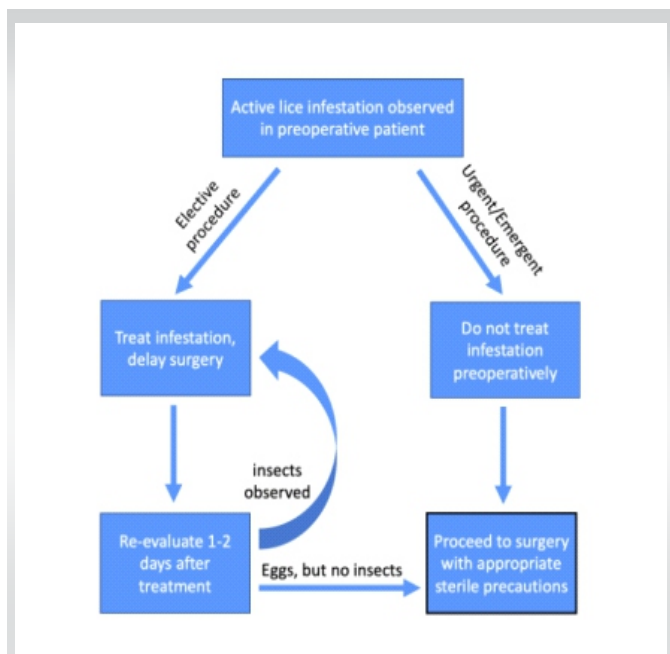 Active lice infestation observed
in preoperative patient
Elective
procedure
Urgent/Emergent
procedure
Treat infestation,
delay surgery
Do not treat
infestation
preoperatively
insects
observed
Re-evaluate 1-2
days after
treatment
Eggs, but no insects
Proceed to surgery
with appropriate
sterile precautions